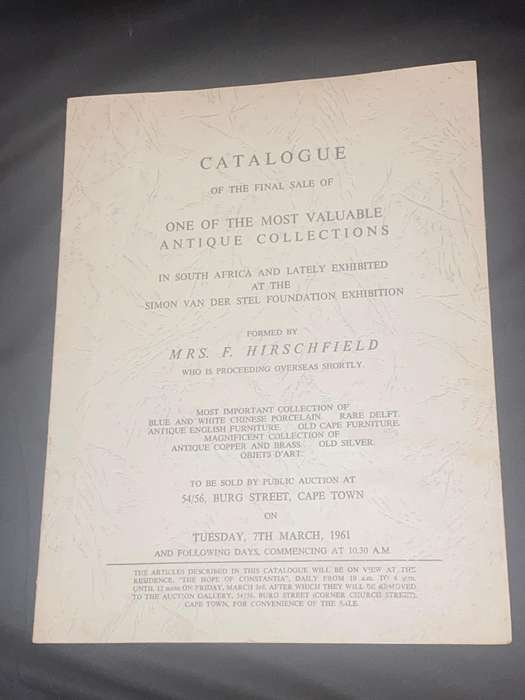 CATALOGUE
OF THE FINAL SALE OF
ONE OF THE MOST VALUABLE
ANTIQUE COLLECTIONS
IN SOUTH AFRICA AND LATELY EXHIBITED
AT THE
SIMON VAN DER STEL FOUNDATION EXHIBITION
FORMED BY
MRS. F. HIRSCHFIELD
WHO IS PROCEEDING OVERSEAS SHORTLY
MOST IMPORTANT COLLECTION OF
BLUE AND WHITE CHINESE PORCELAIN. RARE DELFT.
ANTIQUE ENGLISH FURNITURE. OLD CAPE FURNITURE.
MAGNIFICENT COLLECTION OF
ANTIQUE COPPER AND BRASS. OLD SILVER.
OBJETS D'ART.
TO BE SOLD BY PUBLIC AUCTION AT
54/56, BURG STREET, CAPE TOWN
ON
TUESDAY, 7TH MARCH, 1961
AND FOLLOWING DAYS, COMMENCING AT 10.30 A.M.
THE ARTICLES DESCRIBED IN THIS CATALOGUE WILL BE ON VIEW AT THE
RESIDENCE, "THE HOPE OF CONSTANTIA", DAILY FROM 10 a.m. TO 4 p.m.
UNTIL 12 noon ON FRIDAY, MARCH 3rd, AFTER WHICH THEY WILL BE REMOVED
TO THE AUCTION GALLERY, 54/56, BURG STREET (CORNER CHURCH STREET),
CAPE TOWN, FOR CONVENIENCE OF THE SALE.